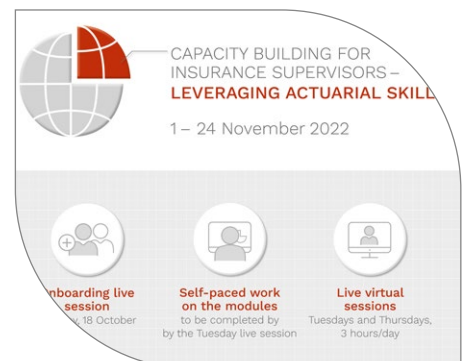 CAPACITY BUILDING FOR
INSURANCE SUPERVISORS –
LEVERAGING ACTUARIAL SKILL
1 – 24 November 2022
nboarding live
session
, 18 October
Self-paced work
on the modules
to be completed by
by the Tuesday live session
Live virtual
sessions
Tuesdays and Thursdays,
3 hours/day